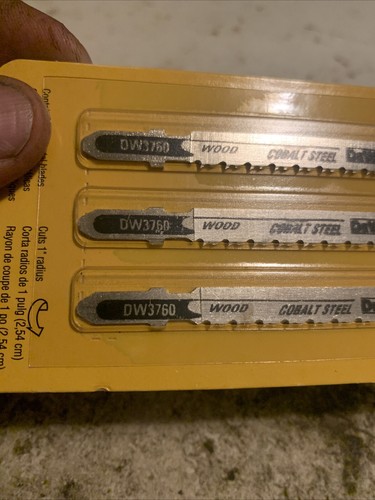 DW3760 WOOD COBALT STEEL
DW3760 WOOD COBALT STEEL
DW3760 WOOD COBALT STEEL
Cuts 1" radius
Corta radios de 1 pulg (2,54 cm)
Rayon de coupe de 1 po (2,54 cm)